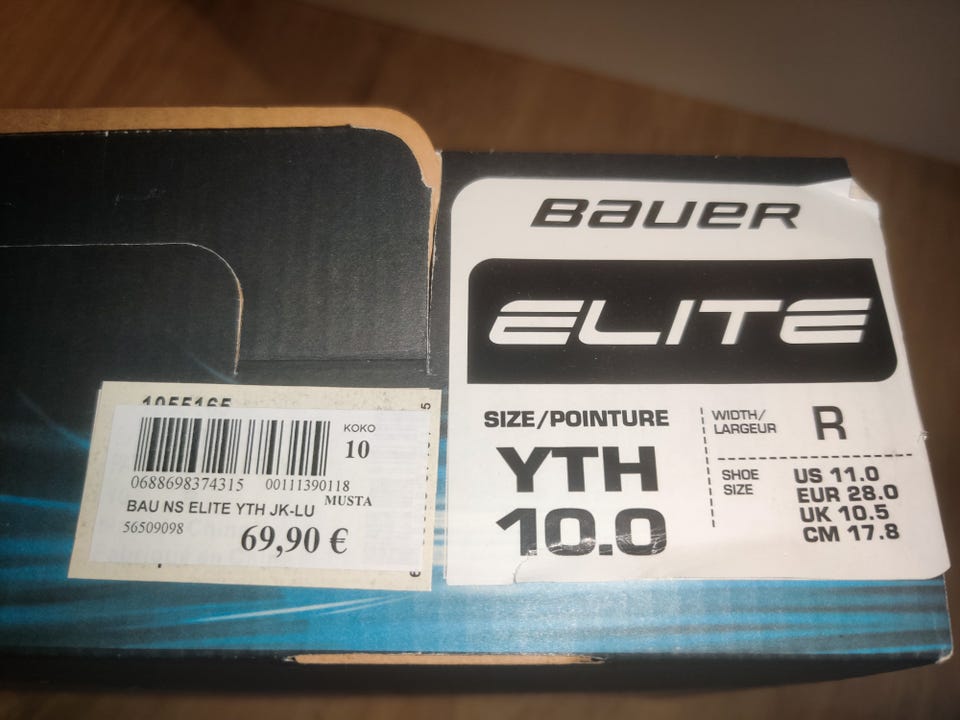 1055165
KOKO
10
0688698374315 00111390118
MUSTA
BAU NS ELITE YTH JK-LU
56509098
69,90 €
BAUER
ELITE
SIZE/POINTURE
YTH
10.0
WIDTH/
LARGEUR
R
SHOE
SIZE
US 11.0
EUR 28.0
UK 10.5
CM 17.8